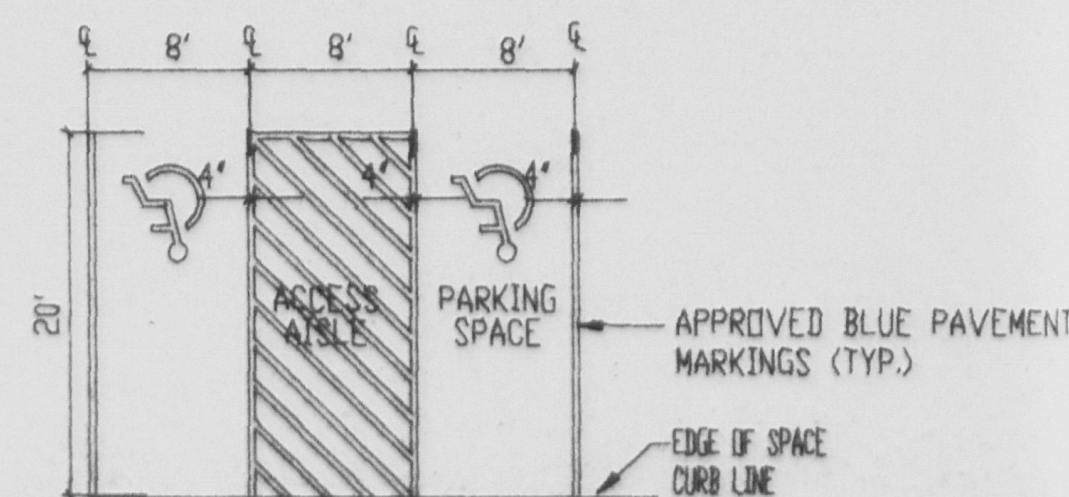 ℄ 8' ℄ 8' ℄ 8' ℄
4" 4" 4"
20'
ACCESS
AISLE
PARKING
SPACE
APPROVED BLUE PAVEMENT
MARKINGS (TYP.)
EDGE OF SPACE
CURB LINE